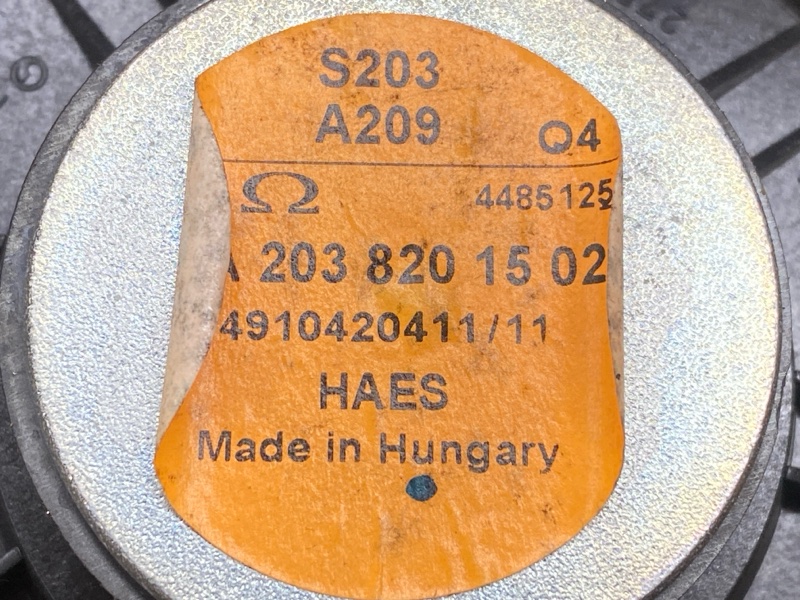 S203
A209 Q4
Ω 4485125
A 203 820 15 02
4910420411/11
HAES
Made in Hungary